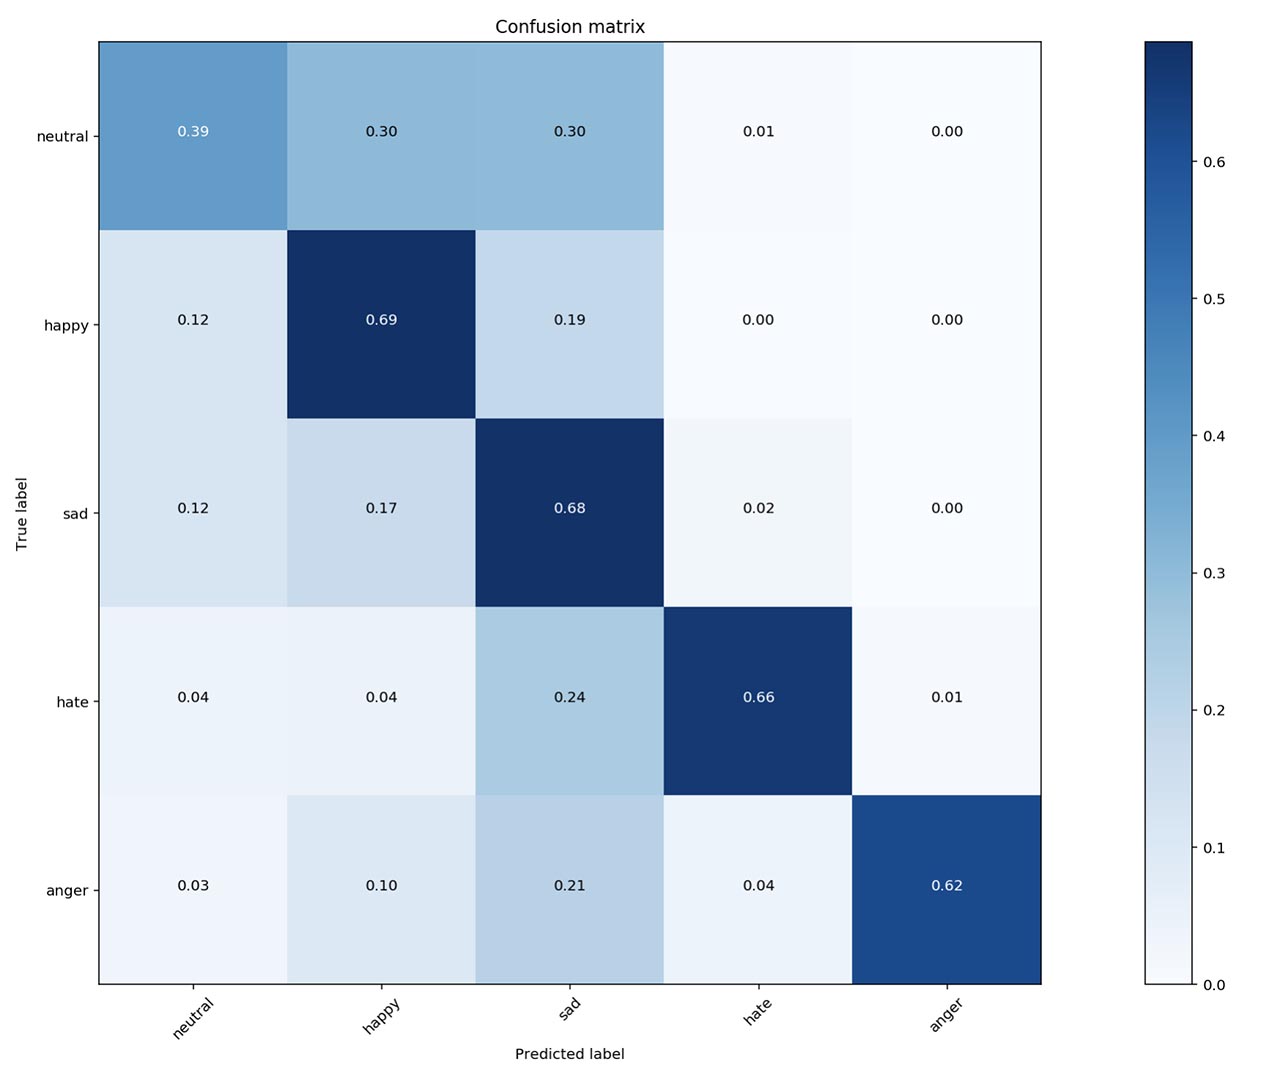 Confusion matrix
neutral 0.39 0.30 0.30 0.01 0.00
happy 0.12 0.69 0.19 0.00 0.00
sad 0.12 0.17 0.68 0.02 0.00
hate 0.04 0.04 0.24 0.66 0.01
anger 0.03 0.10 0.21 0.04 0.62
True label
neutral happy sad hate anger
Predicted label
0.6
0.5
0.4
0.3
0.2
0.1
0.0